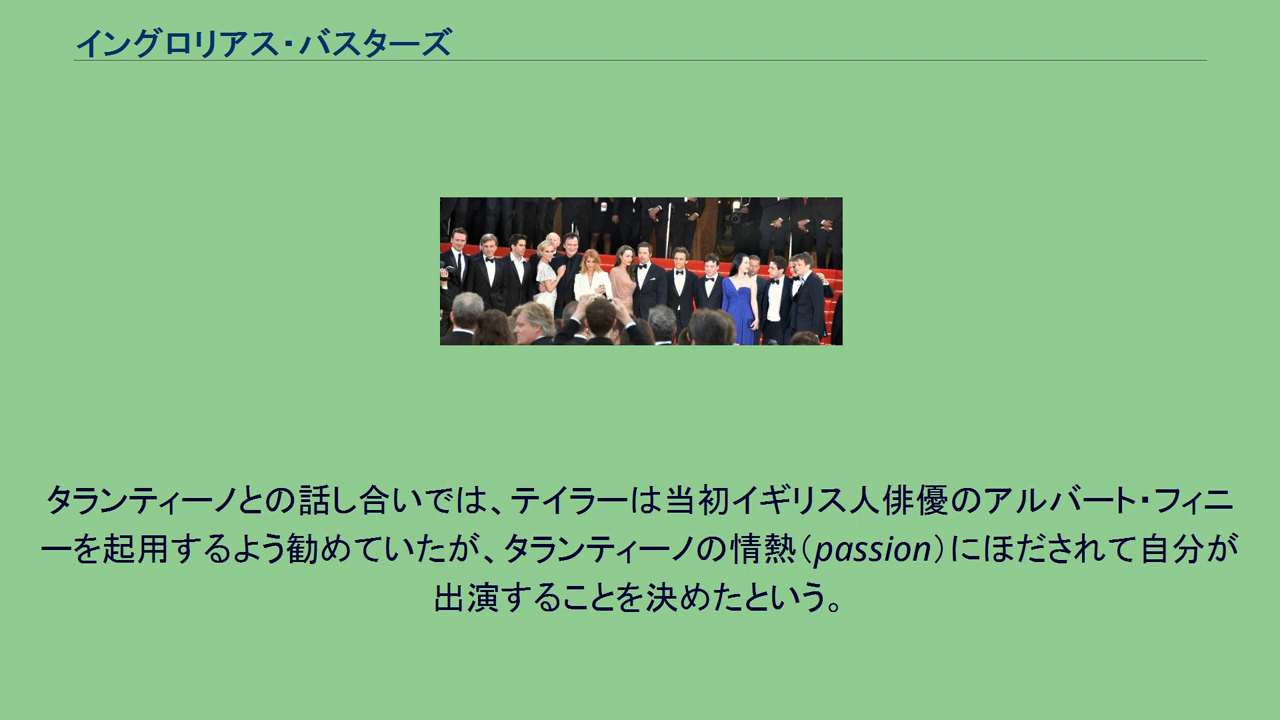 イングロリアス・バスターズ
タランティーノとの話し合いでは、テイラーは当初イギリス人俳優のアルバート・フィニ
ーを起用するよう勧めていたが、タランティーノの情熱（passion）にほだされて自分が
出演することを決めたという。